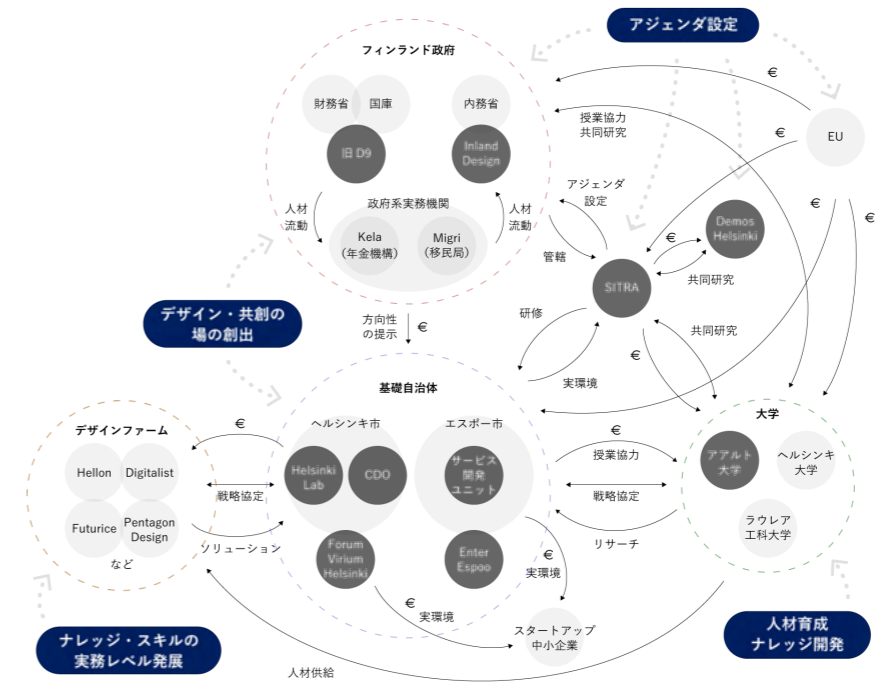 アジェンダ設定
フィンランド政府
€
財務省
国庫
内務省
授業協力
共同研究
EU
旧 D9
Inland
Design
€
アジェンダ
設定
人材
流動
政府系実務機関
人材
流動
€
€
Kela
（年金機構）
Migri
（移民局）
Demos
Helsinki
€
管轄
共同研究
SITRA
デザイン・共創の
場の創出
方向性
の提示
€
研修
共同研究
€
実環境
基礎自治体
大学
デザインファーム
€
ヘルシンキ市
エスポー市
€
授業協力
Hellon
Digitalist
Helsinki
Lab
CDO
サービス
開発
ユニット
アアルト
大学
ヘルシンキ
大学
戦略協定
戦略協定
Futurice
Pentagon
Design
ラウレア
工科大学
など
ソリューション
Forum
Virium
Helsinki
Enter
Espoo
リサーチ
€
実環境
€
実環境
スタートアップ
中小企業
ナレッジ・スキルの
実務レベル発展
人材育成
ナレッジ開発
人材供給